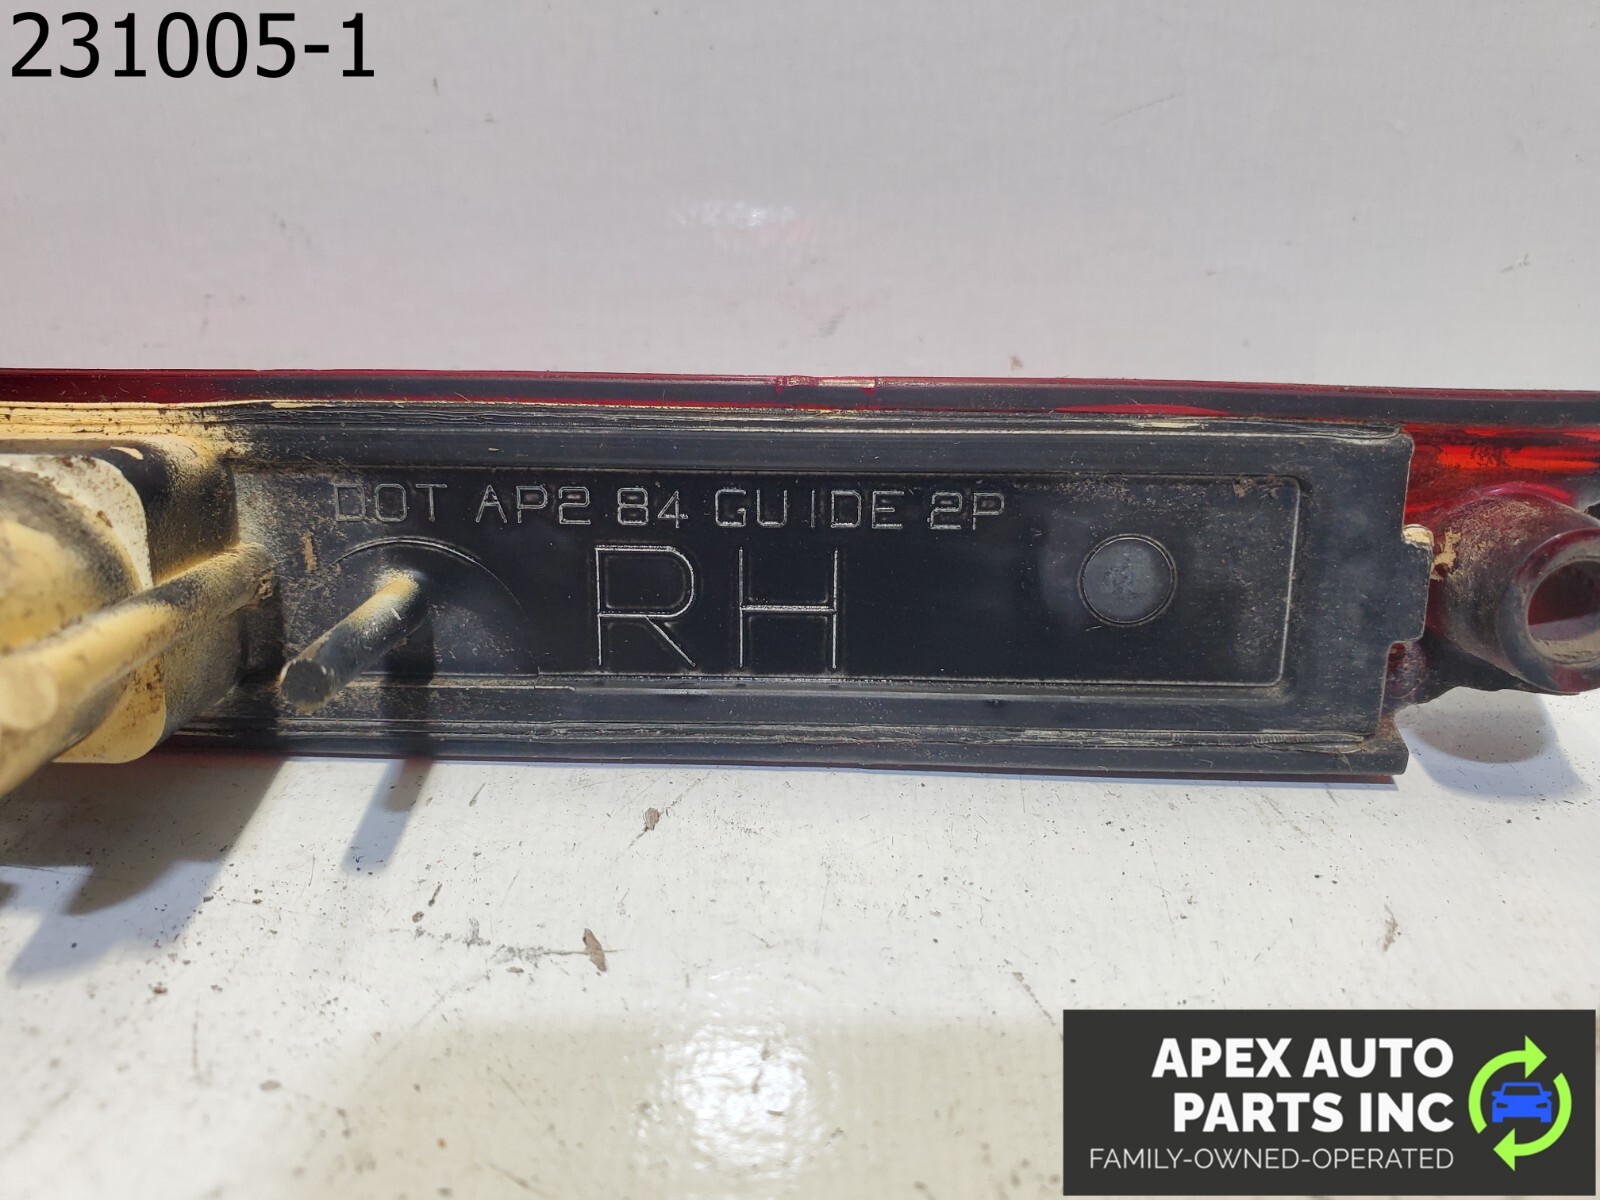 231005-1
DOT AP2 84 GUIDE 2P
RH
APEX AUTO
PARTS INC
FAMILY-OWNED-OPERATED